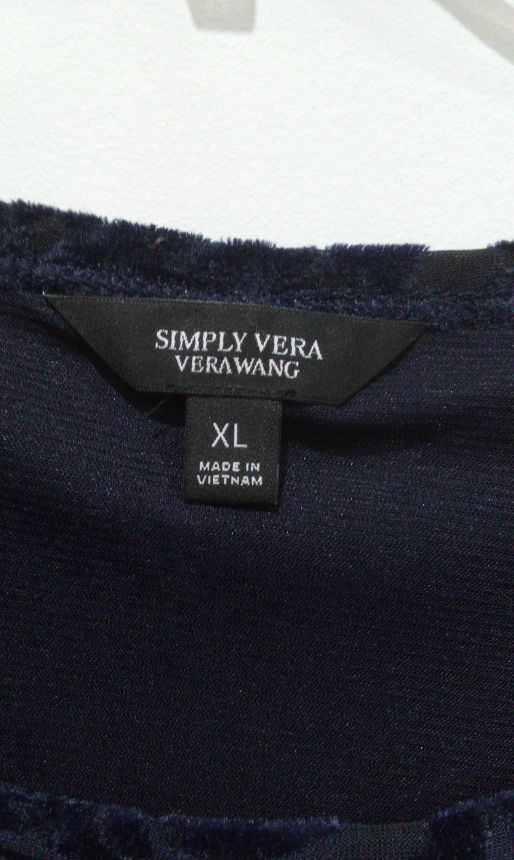 SIMPLY VERA
VERA WANG
XL
MADE IN
VIETNAM